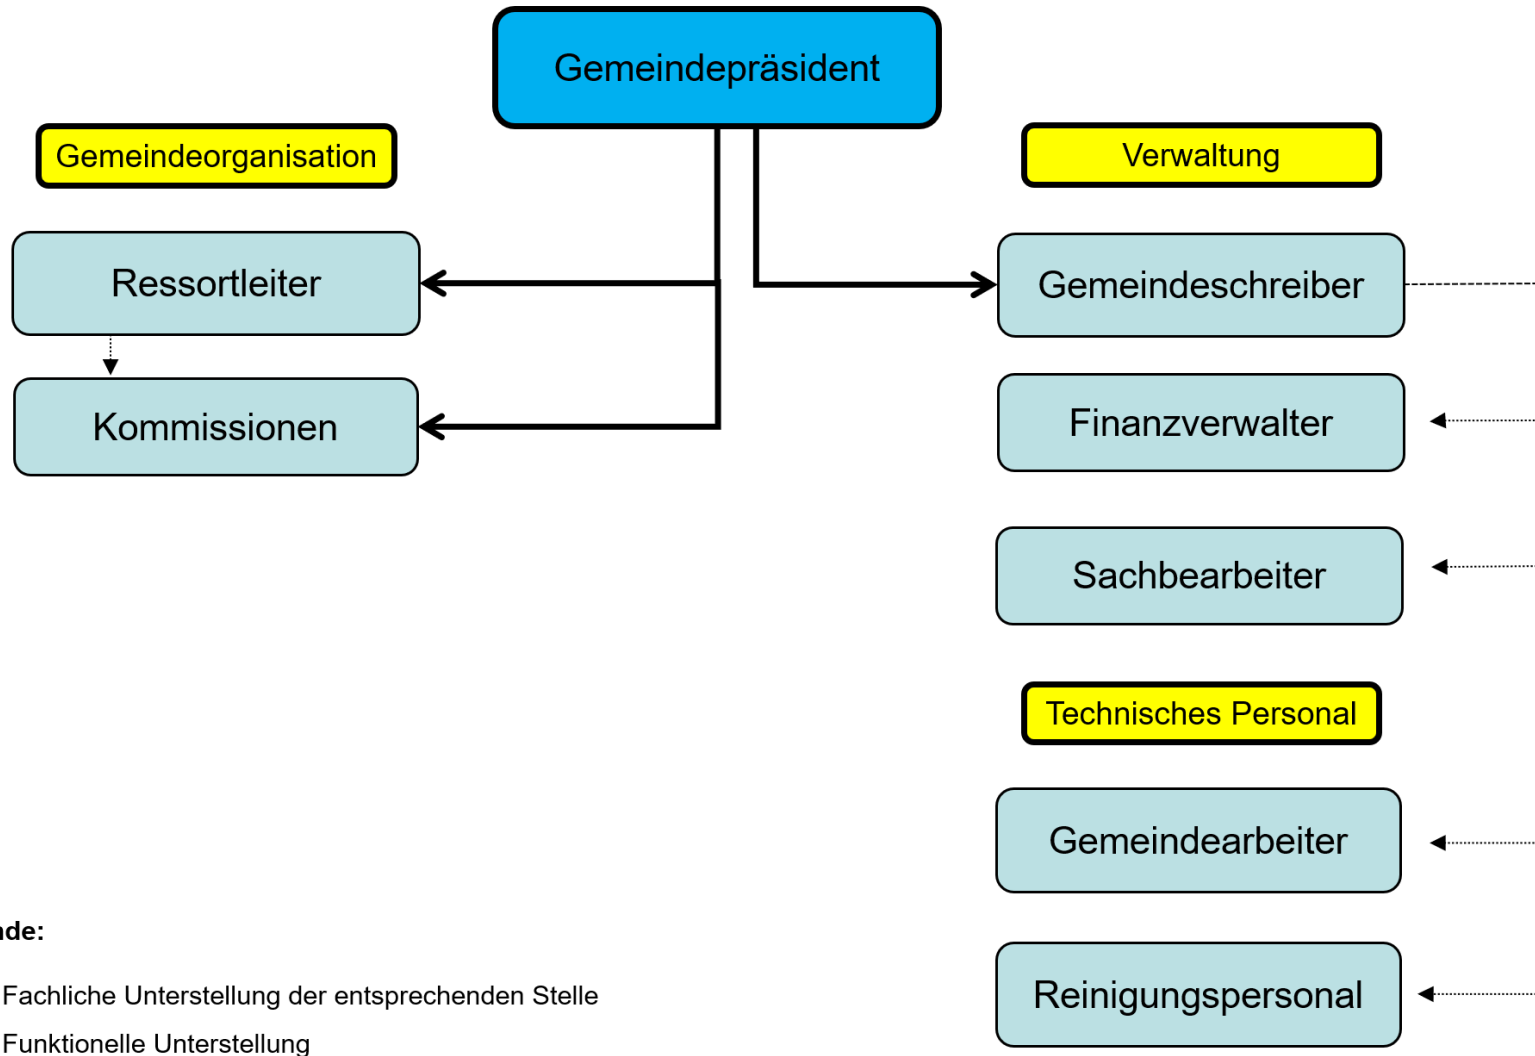 Gemeindepräsident
Gemeindeorganisation
Verwaltung
Ressortleiter
Gemeindeschreiber
Kommissionen
Finanzverwalter
Sachbearbeiter
Technisches Personal
Gemeindearbeiter
nde:
Reinigungspersonal
Fachliche Unterstellung der entsprechenden Stelle
Funktionelle Unterstellung